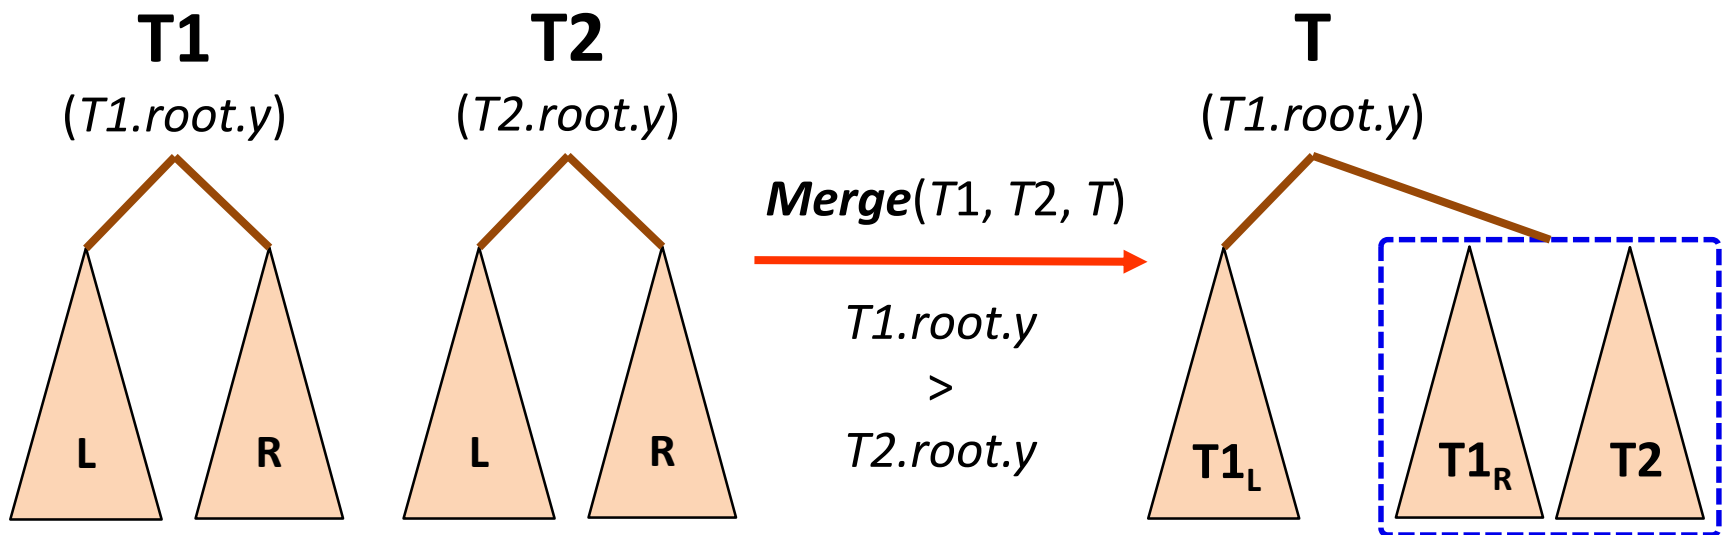 T1
T2
T
(T1.root.y)
(T2.root.y)
(T1.root.y)
Merge(T1, T2, T)
T1.root.y
>
T2.root.y
L
R
L
R
T1L
T1R
T2